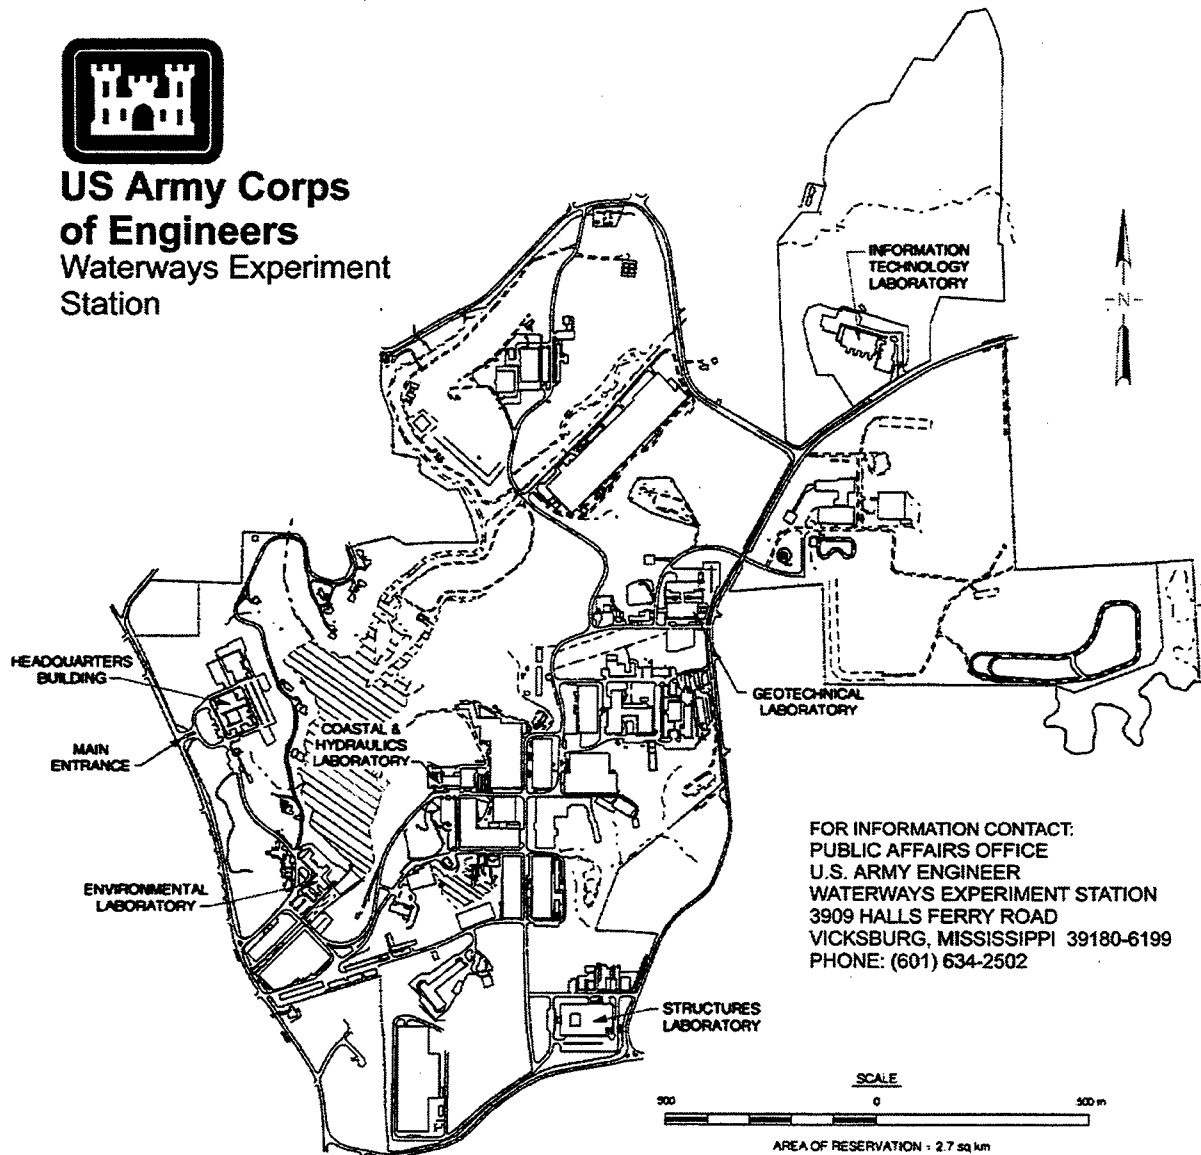 US Army Corps
of Engineers
Waterways Experiment
Station
INFORMATION
TECHNOLOGY
LABORATORY
N
HEADQUARTERS
BUILDING
GEOTECHNICAL
LABORATORY
COASTAL &
HYDRAULICS
LABORATORY
MAIN
ENTRANCE
ENVIRONMENTAL
LABORATORY
FOR INFORMATION CONTACT:
PUBLIC AFFAIRS OFFICE
U.S. ARMY ENGINEER
WATERWAYS EXPERIMENT STATION
3909 HALLS FERRY ROAD
VICKSBURG, MISSISSIPPI 39180-6199
PHONE: (601) 634-2502
STRUCTURES
LABORATORY
SCALE
500 0 500 m
AREA OF RESERVATION = 2.7 sq km